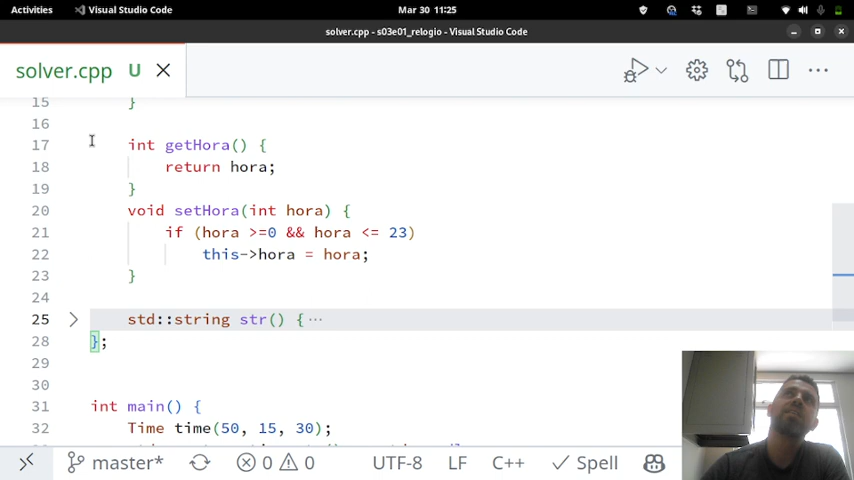 Activities Visual Studio Code Mar 30 11:25
solver.cpp - s03e01_relogio - Visual Studio Code
solver.cpp U
15 }
16
17 int getHora() {
18 return hora;
19 }
20 void setHora(int hora) {
21 if (hora >=0 && hora <= 23)
22 this->hora = hora;
23 }
24
25 std::string str() { ···
28 };
29
30
31 int main() {
32 Time time(50, 15, 30);
master* 0 0 UTF-8 LF C++ Spell